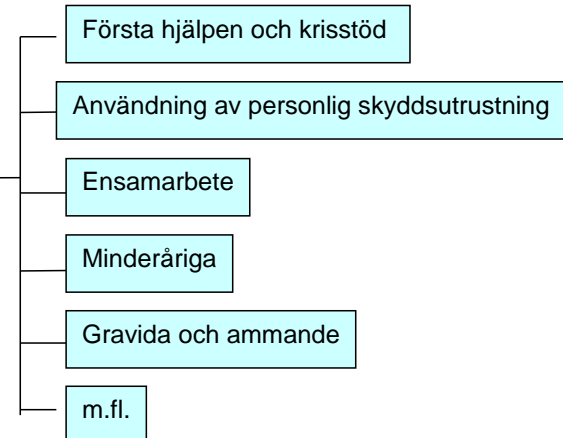 Första hjälpen och krisstöd
Användning av personlig skyddsutrustning
Ensamarbete
Minderåriga
Gravida och ammande
m.fl.